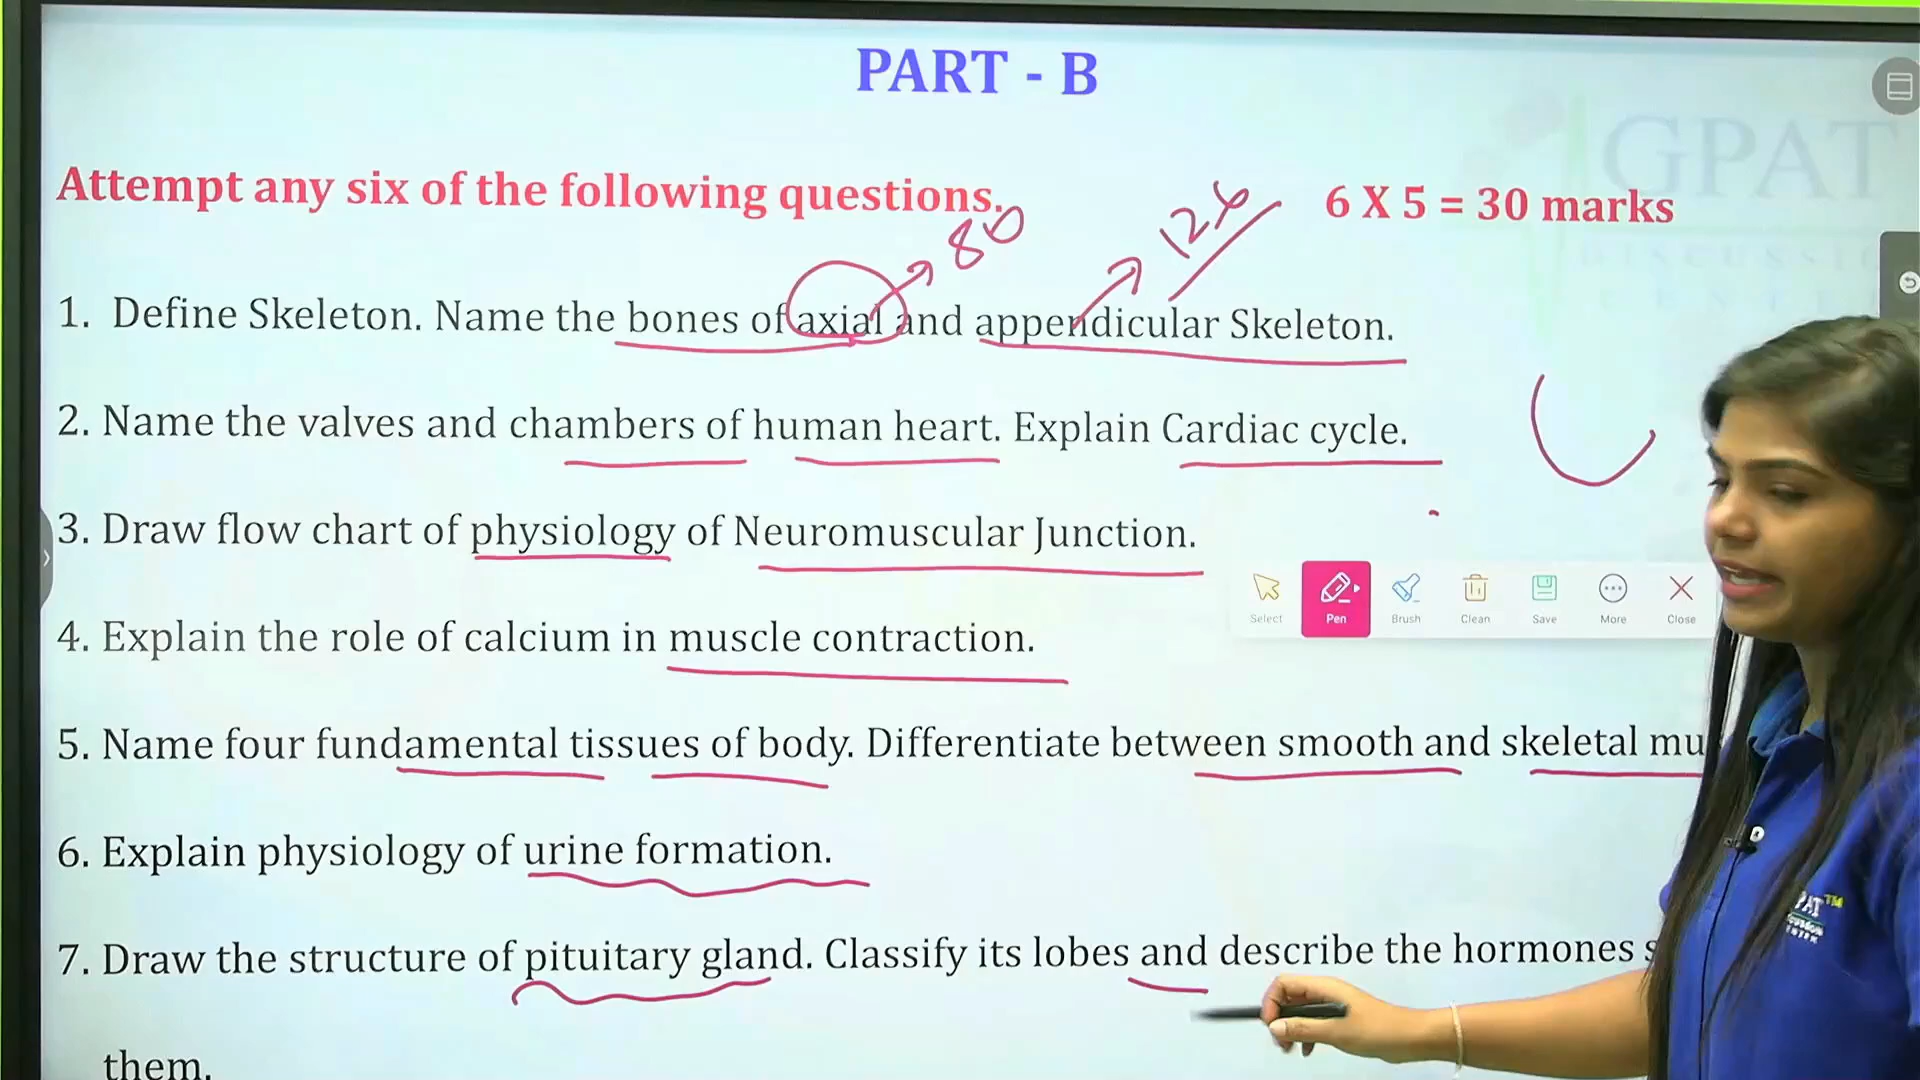 PART - B
GPAT
Attempt any six of the following questions.
6 X 5 = 30 marks
80
126
1. Define Skeleton. Name the bones of axial and appendicular Skeleton.
2. Name the valves and chambers of human heart. Explain Cardiac cycle.
3. Draw flow chart of physiology of Neuromuscular Junction.
Select Pen Brush Clean Save More Close
4. Explain the role of calcium in muscle contraction.
5. Name four fundamental tissues of body. Differentiate between smooth and skeletal mu
6. Explain physiology of urine formation.
7. Draw the structure of pituitary gland. Classify its lobes and describe the hormones s
them.